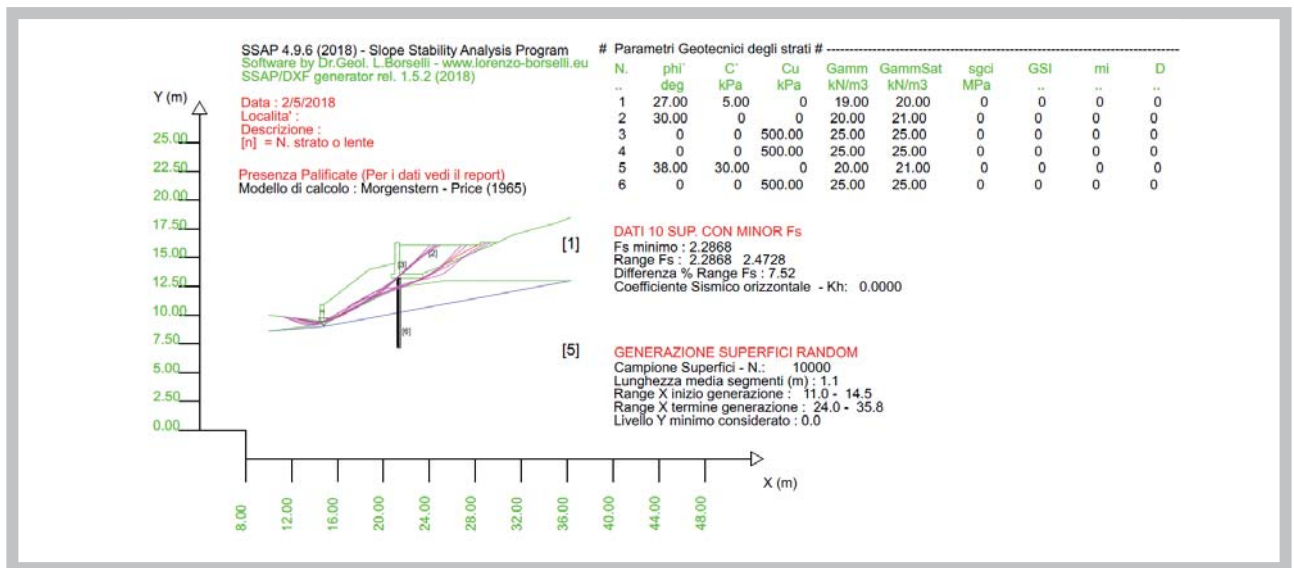 SSAP 4.9.6 (2018) - Slope Stability Analysis Program
Software by Dr.Geol. L.Borselli - www.lorenzo-borselli.eu
SSAP/DXF generator rel. 1.5.2 (2018)
Data : 2/5/2018
Localita' :
Descrizione :
[n] = N. strato o lente
Presenza Palificate (Per i dati vedi il report)
Modello di calcolo : Morgenstern - Price (1965)
# Parametri Geotecnici degli strati #
N. phi` C` Cu Gamm GammSat sgci GSI mi D
.. deg kPa kPa kN/m3 kN/m3 MPa .. .. ..
1 27.00 5.00 0 19.00 20.00 0 0 0 0
2 30.00 0 0 20.00 21.00 0 0 0 0
3 0 0 500.00 25.00 25.00 0 0 0 0
4 0 0 500.00 25.00 25.00 0 0 0 0
5 38.00 30.00 0 20.00 21.00 0 0 0 0
6 0 0 500.00 25.00 25.00 0 0 0 0
DATI 10 SUP. CON MINOR Fs
Fs minimo : 2.2868
Range Fs : 2.2868 2.4728
Differenza % Range Fs : 7.52
Coefficiente Sismico orizzontale - Kh: 0.0000
GENERAZIONE SUPERFICI RANDOM
Campione Superfici - N.: 10000
Lunghezza media segmenti (m) : 1.1
Range X inizio generazione : 11.0 - 14.5
Range X termine generazione : 24.0 - 35.8
Livello Y minimo considerato : 0.0
Y (m)
25.00
22.50
20.00
17.50
15.00
12.50
10.00
7.50
5.00
2.50
0.00
[1]
[2]
[3]
[6]
[5]
X (m)
8.00
12.00
16.00
20.00
24.00
28.00
32.00
36.00
40.00
44.00
48.00